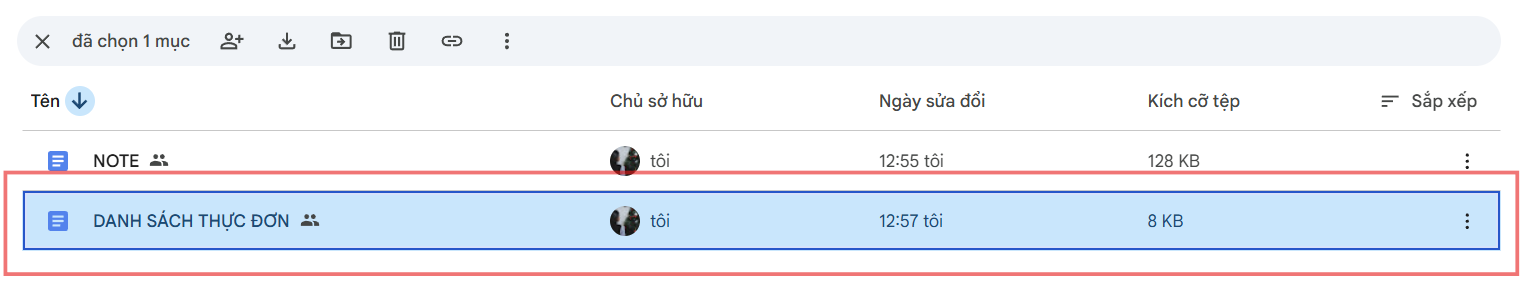 đã chọn 1 mục
Tên Chủ sở hữu Ngày sửa đổi Kích cỡ tệp Sắp xếp
NOTE tôi 12:55 tôi 128 KB
DANH SÁCH THỰC ĐƠN tôi 12:57 tôi 8 KB